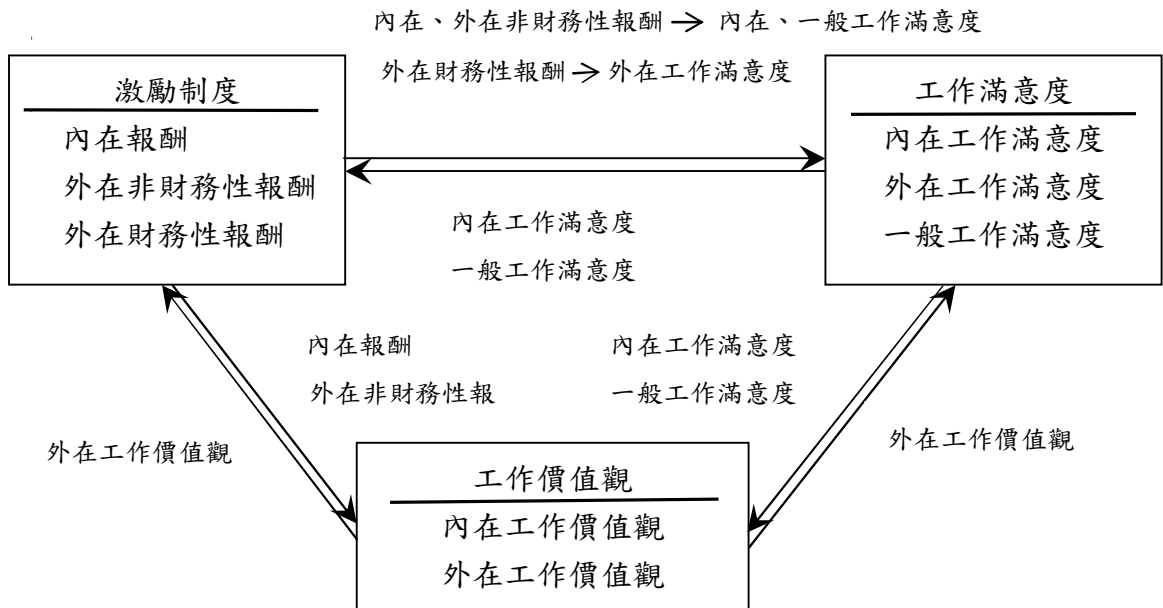 內在、外在非財務性報酬→ 內在、一般工作滿意度
外在財務性報酬→外在工作滿意度
激勵制度
內在報酬
外在非財務性報酬
外在財務性報酬
工作滿意度
內在工作滿意度
外在工作滿意度
一般工作滿意度
內在工作滿意度
一般工作滿意度
內在報酬
外在非財務性報
內在工作滿意度
一般工作滿意度
外在工作價值觀
外在工作價值觀
工作價值觀
內在工作價值觀
外在工作價值觀